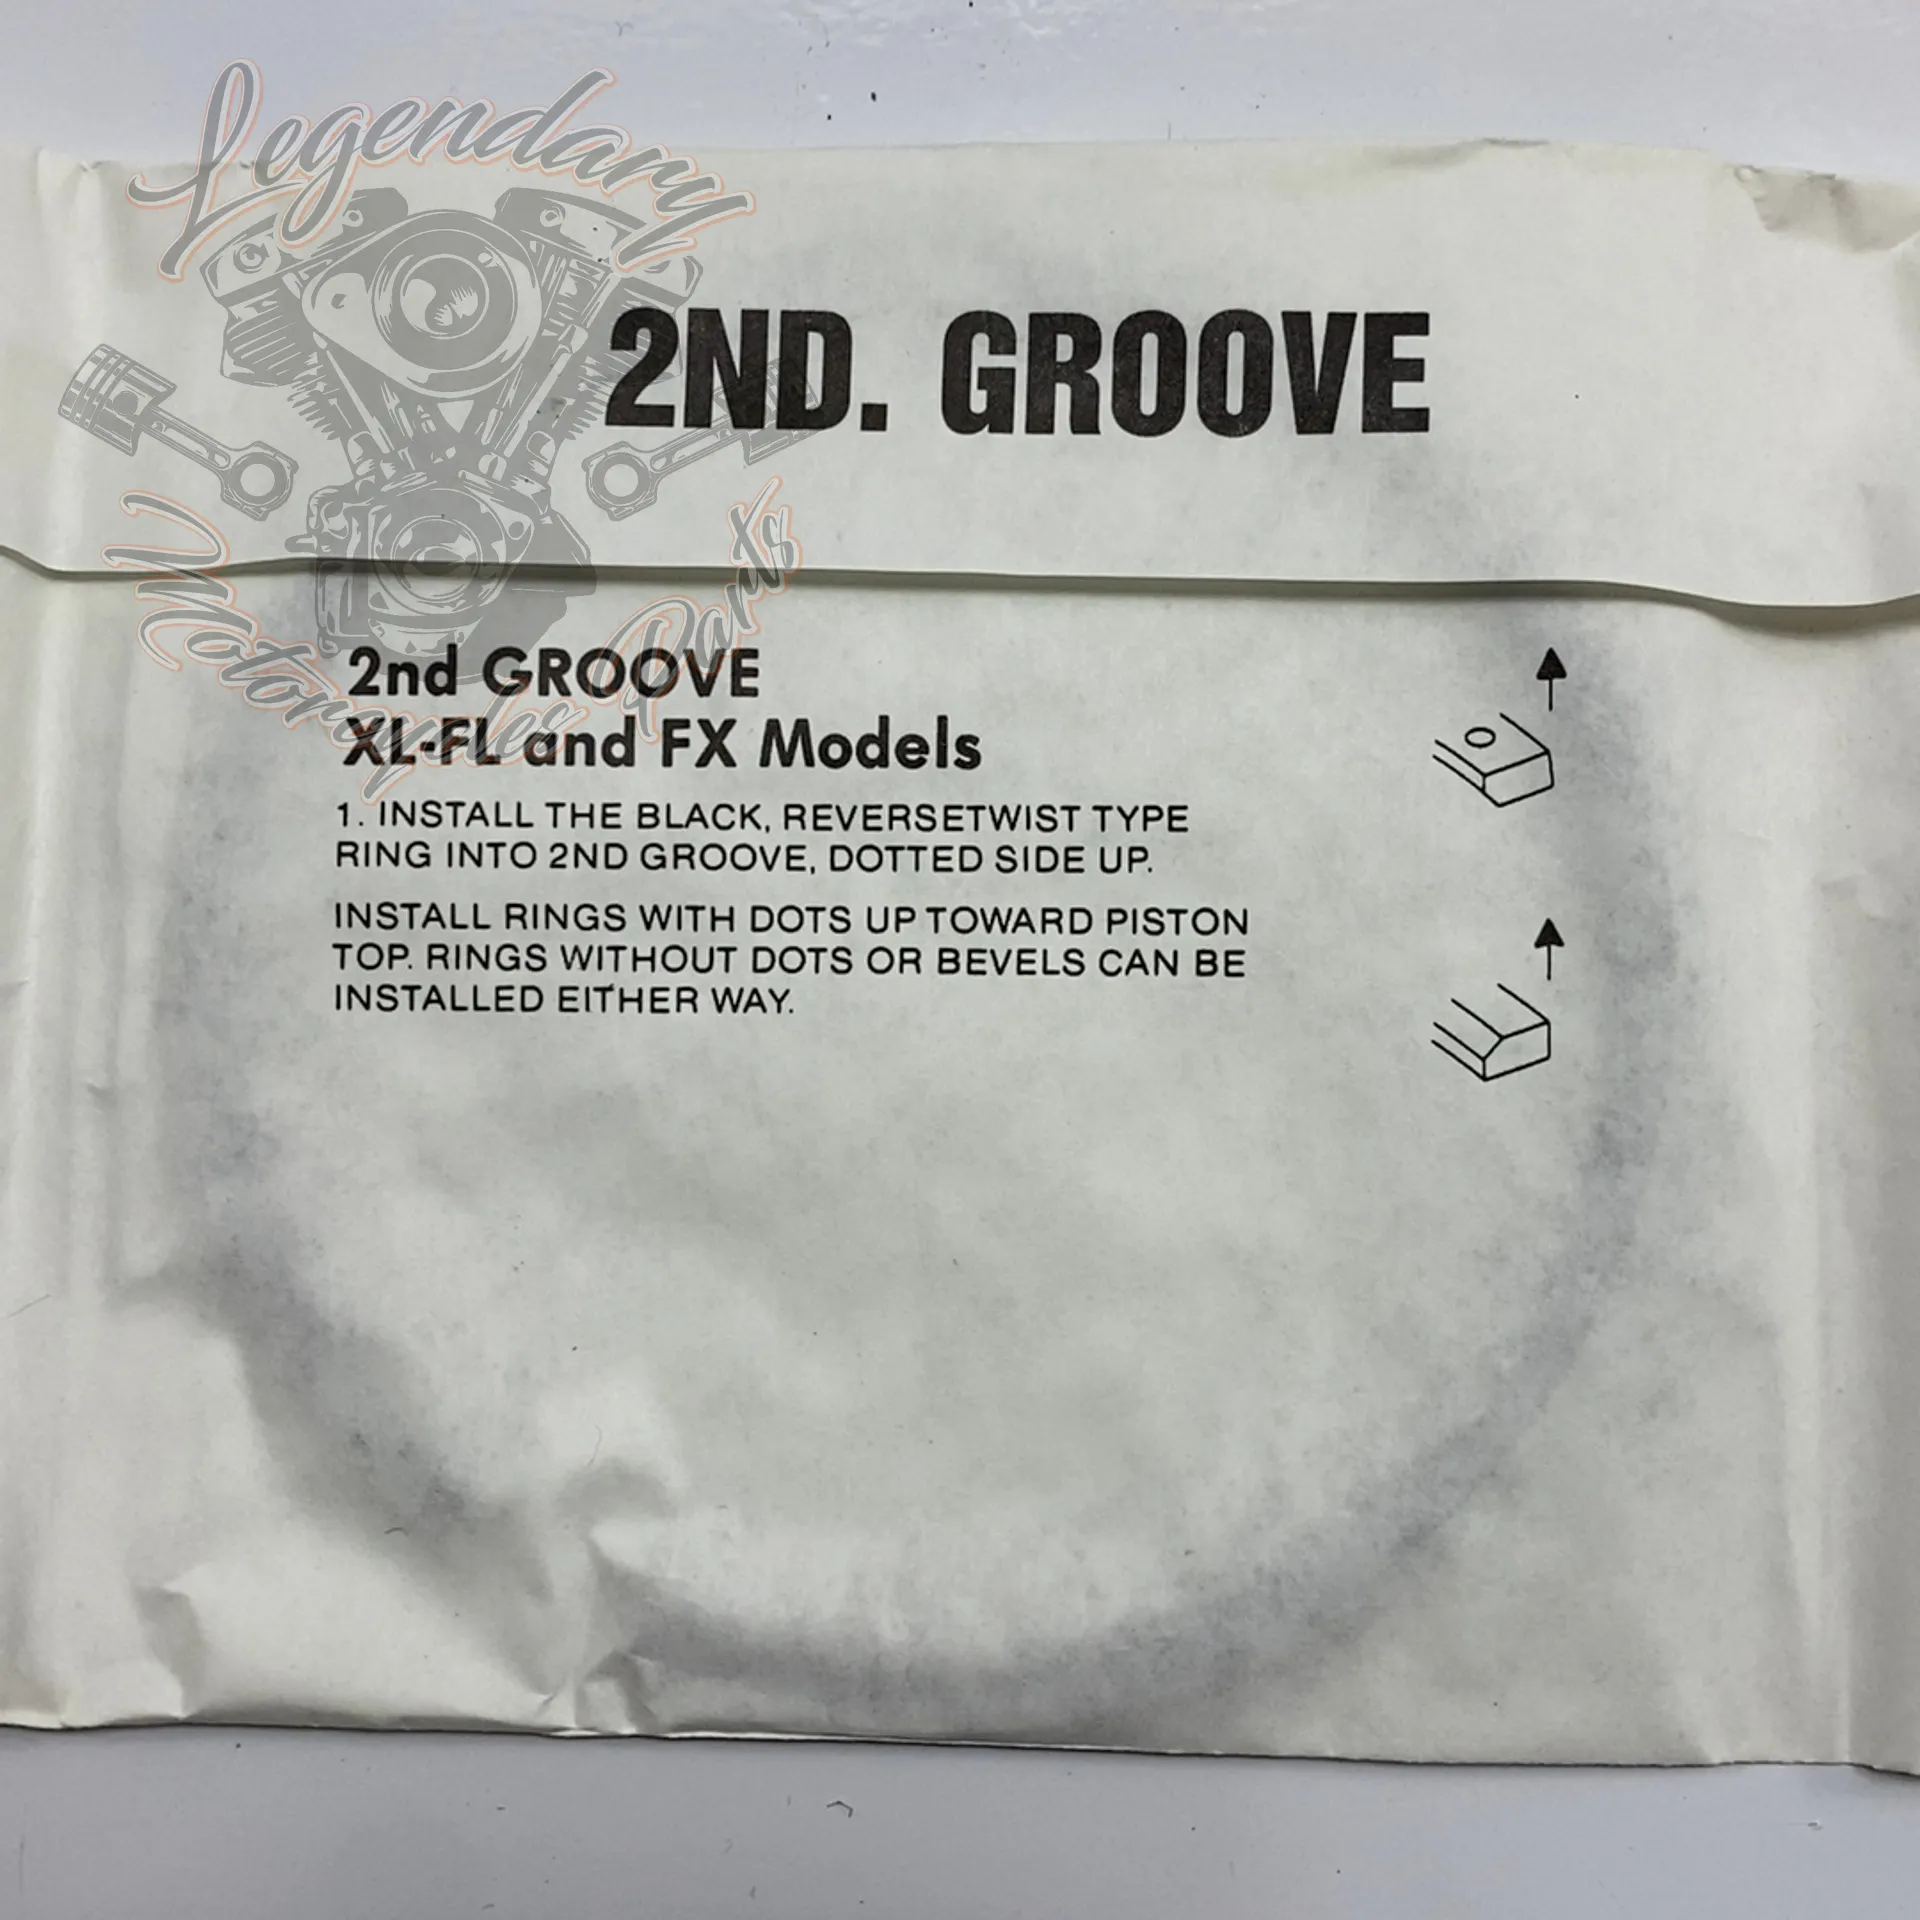 Legendary
Motorcycles Parts
2ND. GROOVE
2nd GROOVE
XL-FL and FX Models
1. INSTALL THE BLACK, REVERSETWIST TYPE
RING INTO 2ND GROOVE, DOTTED SIDE UP.
INSTALL RINGS WITH DOTS UP TOWARD PISTON
TOP. RINGS WITHOUT DOTS OR BEVELS CAN BE
INSTALLED EITHER WAY.